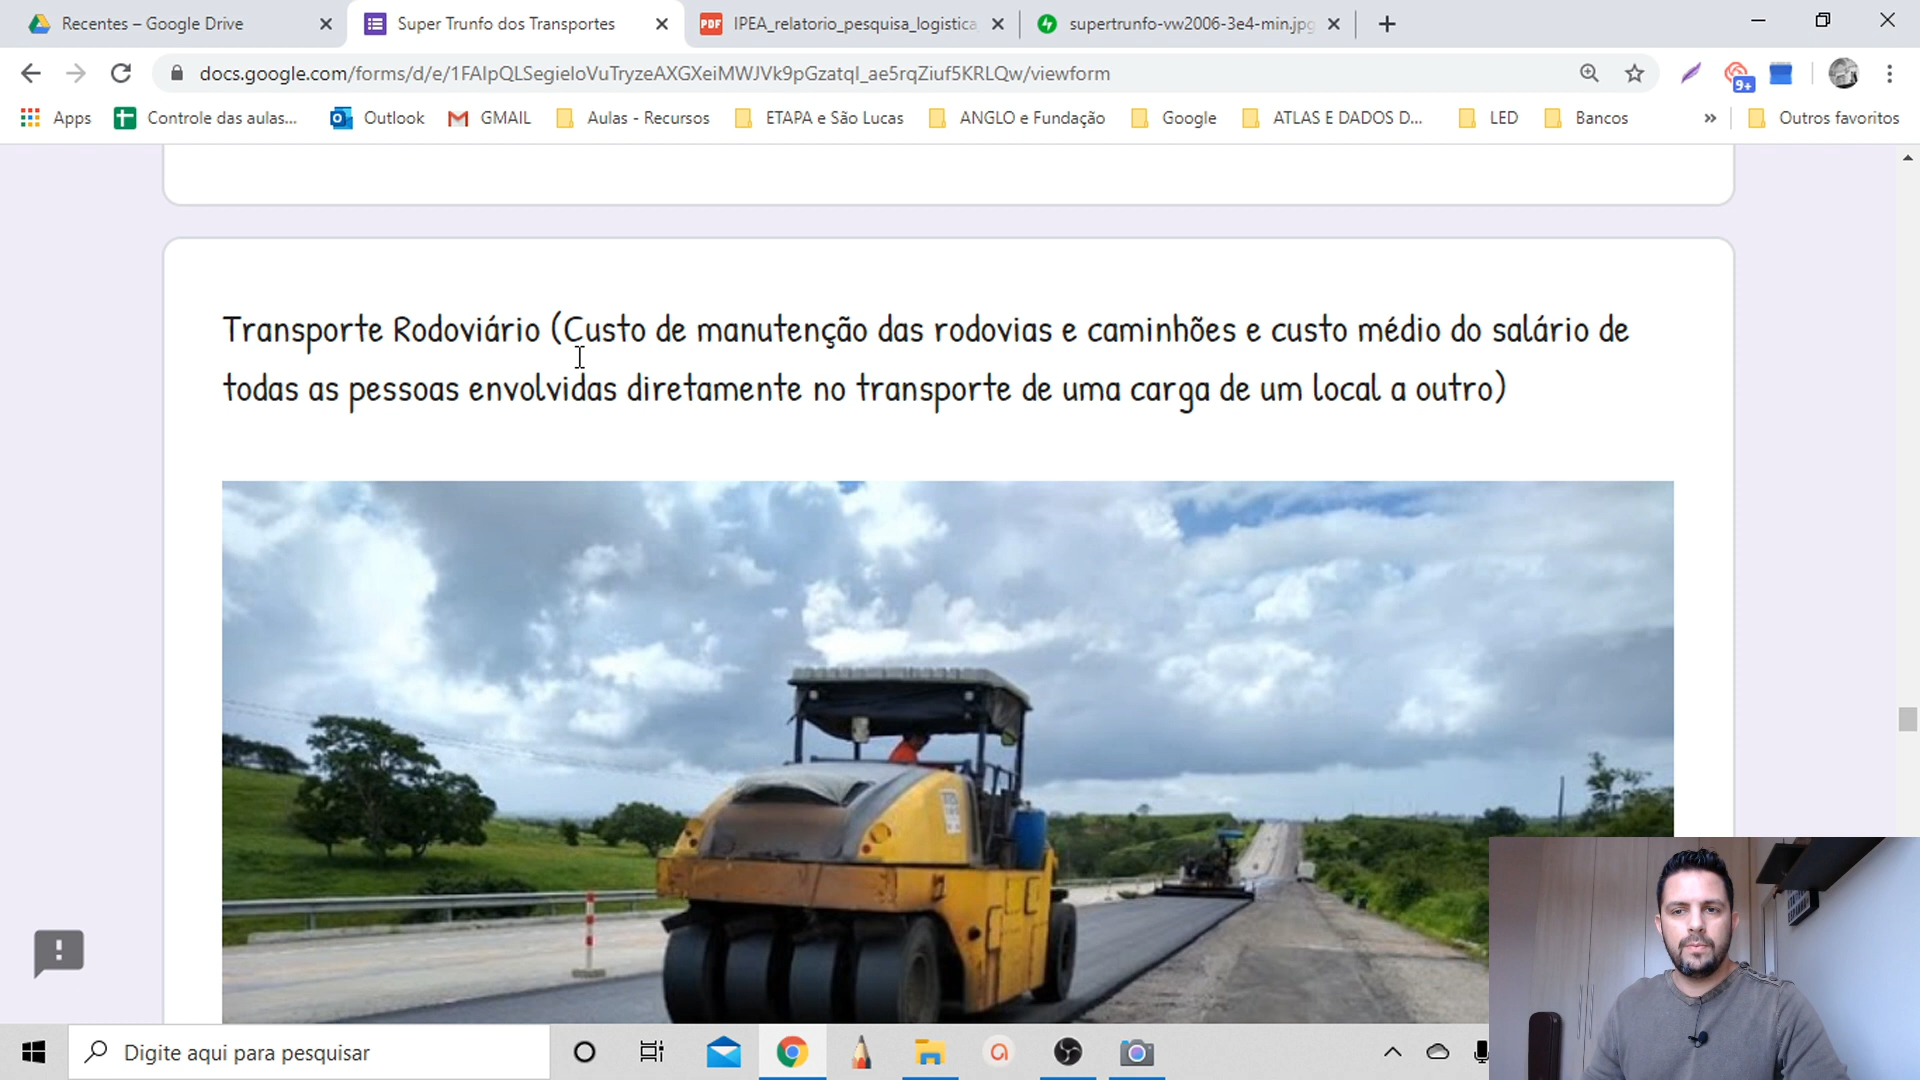 Recentes – Google Drive
Super Trunfo dos Transportes
PDF
IPEA_relatorio_pesquisa_logistica
supertrunfo-vw2006-3e4-min.jpg
docs.google.com/forms/d/e/1FAIpQLSegieIoVuTryzeAXGXeiMWJVk9pGzatqI_ae5rqZiuf5KRLQw/viewform
9+
Apps
Controle das aulas...
Outlook
GMAIL
Aulas - Recursos
ETAPA e São Lucas
ANGLO e Fundação
Google
ATLAS E DADOS D...
LED
Bancos
»
Outros favoritos
Transporte Rodoviário (Custo de manutenção das rodovias e caminhões e custo médio do salário de
todas as pessoas envolvidas diretamente no transporte de uma carga de um local a outro)
Digite aqui para pesquisar